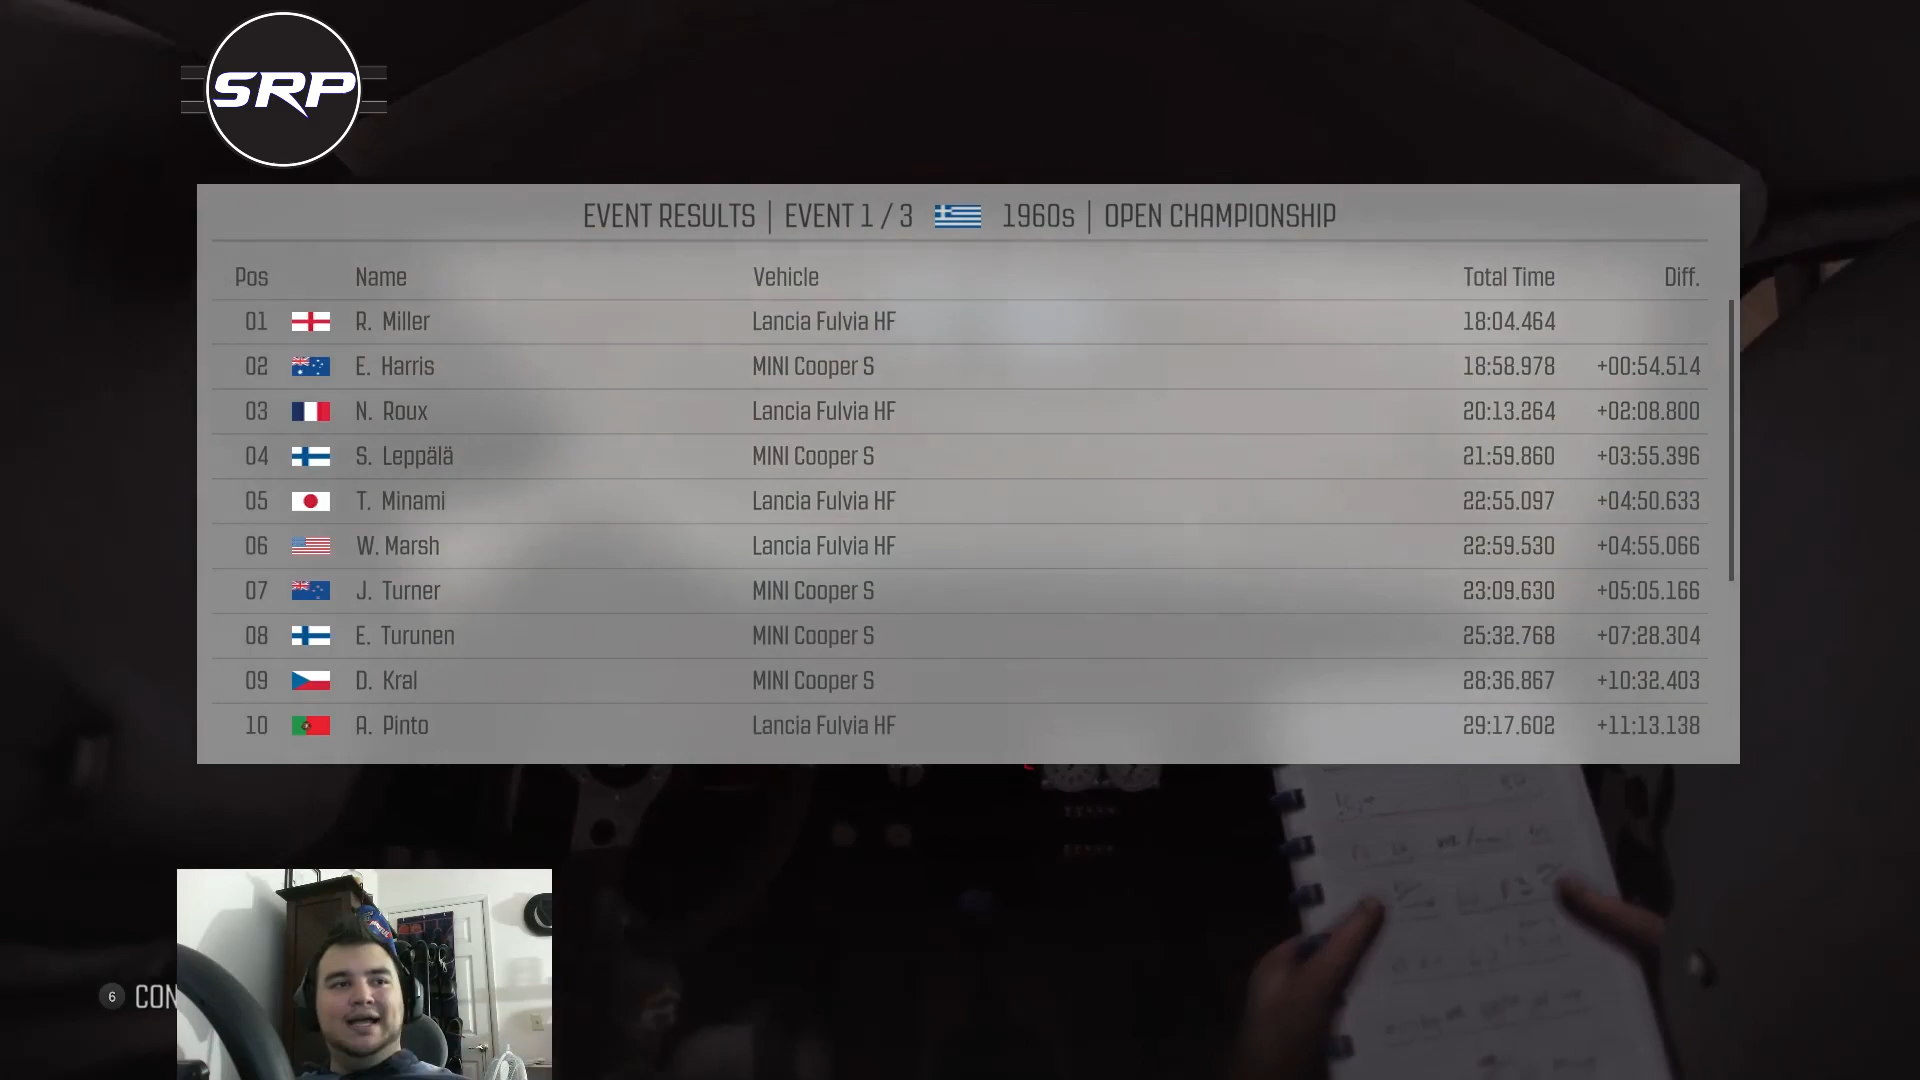 SRP
EVENT RESULTS | EVENT 1 / 3 1960s | OPEN CHAMPIONSHIP
Pos Name Vehicle Total Time Diff.
01 R. Miller Lancia Fulvia HF 18:04.464
02 E. Harris MINI Cooper S 18:58.978 +00:54.514
03 N. Roux Lancia Fulvia HF 20:13.264 +02:08.800
04 S. Leppälä MINI Cooper S 21:59.860 +03:55.396
05 T. Minami Lancia Fulvia HF 22:55.097 +04:50.633
06 W. Marsh Lancia Fulvia HF 22:59.530 +04:55.066
07 J. Turner MINI Cooper S 23:09.630 +05:05.166
08 E. Turunen MINI Cooper S 25:32.768 +07:28.304
09 D. Kral MINI Cooper S 28:36.867 +10:32.403
10 A. Pinto Lancia Fulvia HF 29:17.602 +11:13.138
6 CON